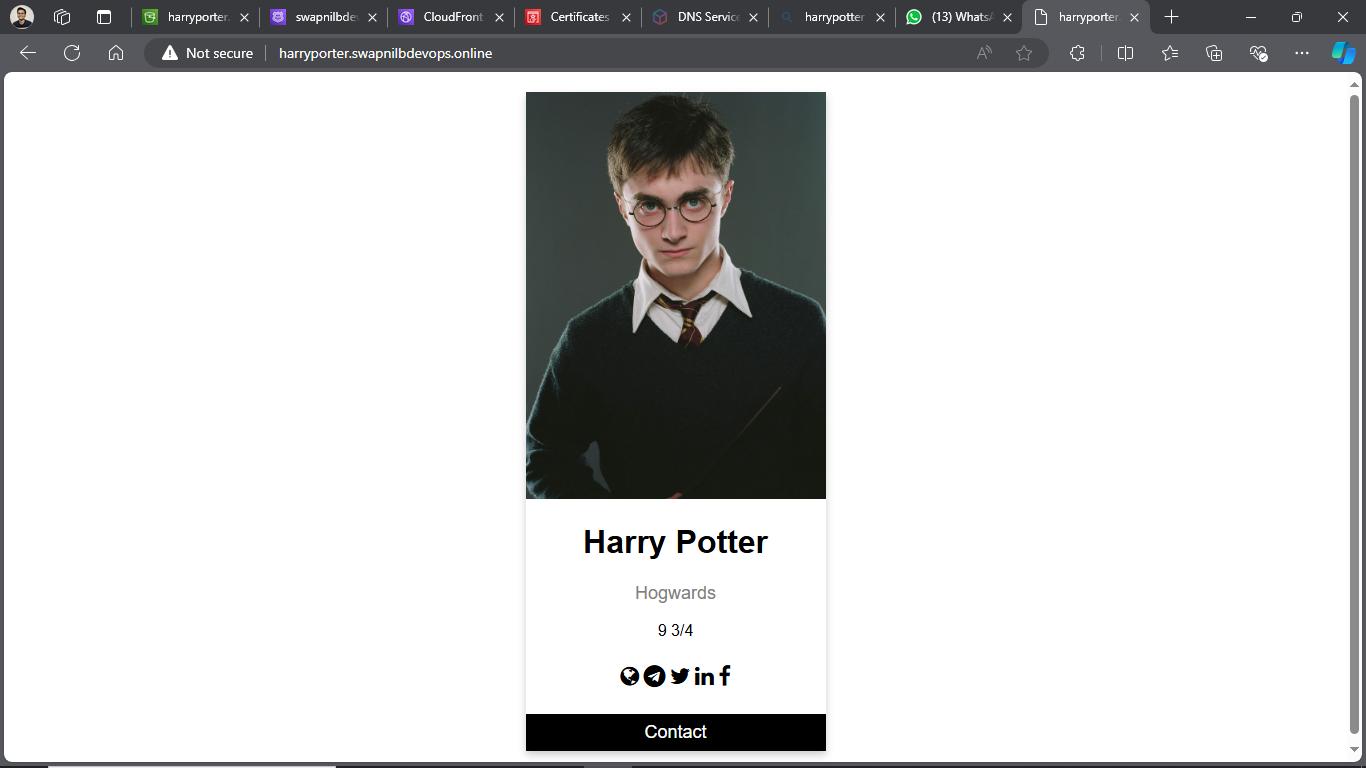 harryporter.
swapnilbde
CloudFront
Certificates
DNS Service
harrypotter
(13) WhatsA
harryporter.
Not secure
harryporter.swapnilbdevops.online
Harry Potter
Hogwards
9 3/4
Contact